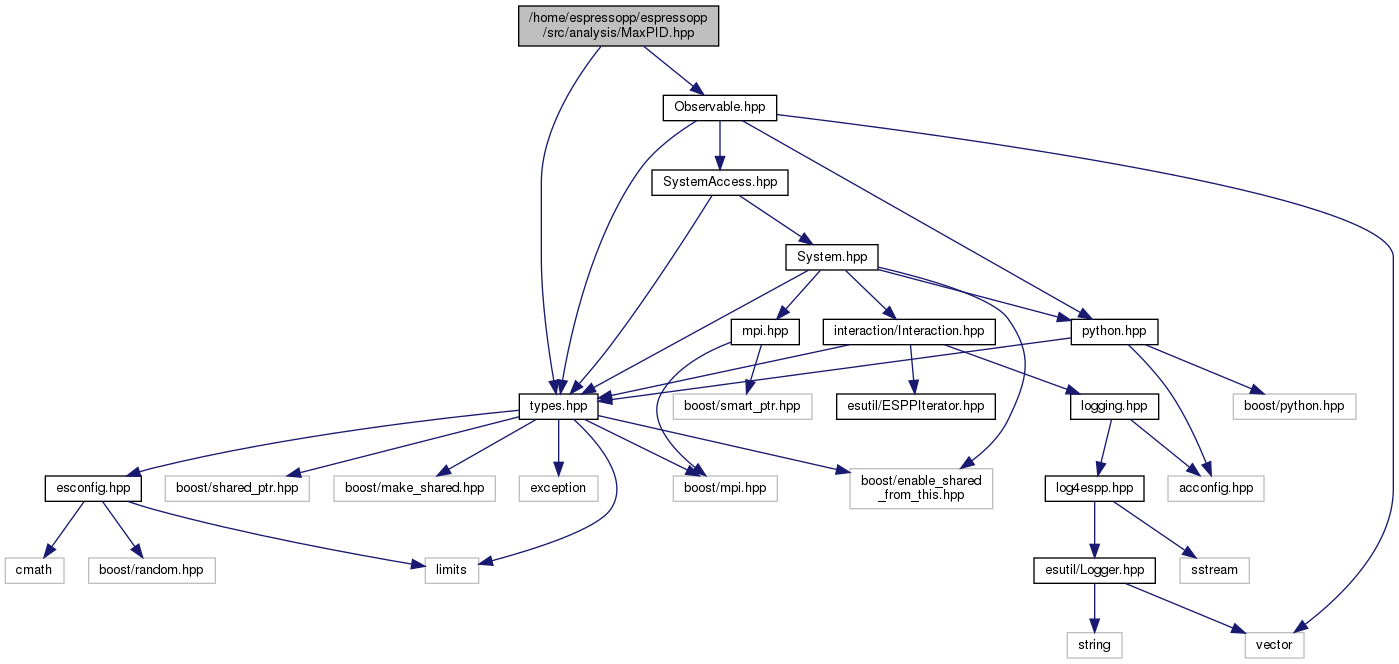 /home/espressopp/espressopp
/src/analysis/MaxPID.hpp
Observable.hpp
SystemAccess.hpp
System.hpp
mpi.hpp
interaction/Interaction.hpp
python.hpp
types.hpp
boost/smart_ptr.hpp
esutil/ESPPIterator.hpp
logging.hpp
boost/python.hpp
esconfig.hpp
boost/shared_ptr.hpp
boost/make_shared.hpp
exception
boost/mpi.hpp
boost/enable_shared
_from_this.hpp
log4espp.hpp
acconfig.hpp
cmath
boost/random.hpp
limits
esutil/Logger.hpp
sstream
string
vector